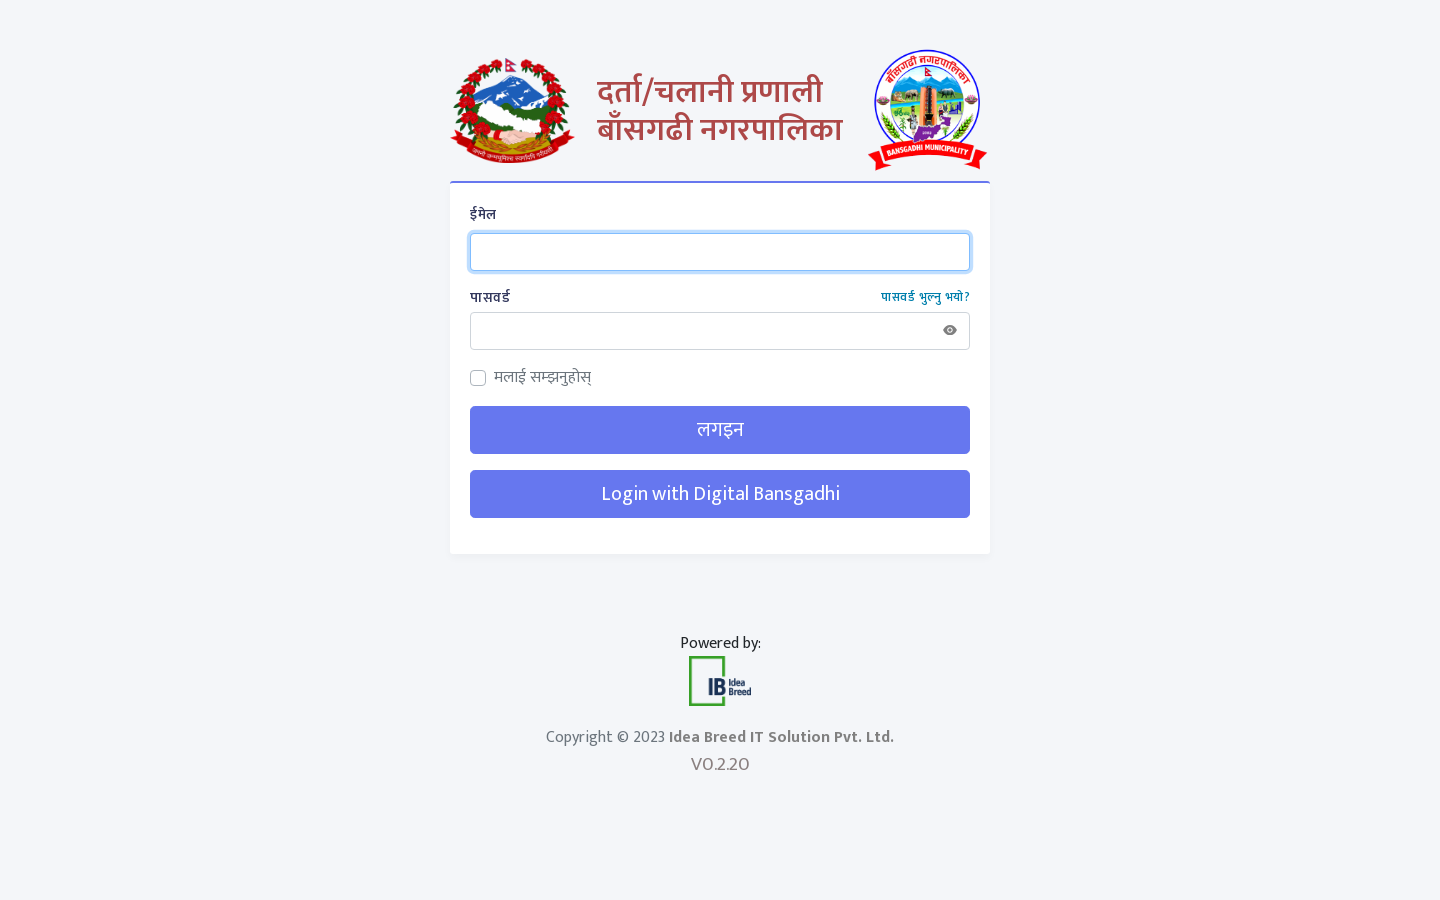 दर्ता/चलानी प्रणाली
बाँसगढी नगरपालिका
बाँसगढी नगरपालिका
BANSGADHI MUNICIPALITY
ईमेल
पासवर्ड
पासवर्ड भुल्नु भयो?
मलाई सम्झनुहोस्
लगइन
Login with Digital Bansgadhi
Powered by:
IB Idea
Breed
Copyright © 2023 Idea Breed IT Solution Pvt. Ltd.
V0.2.20